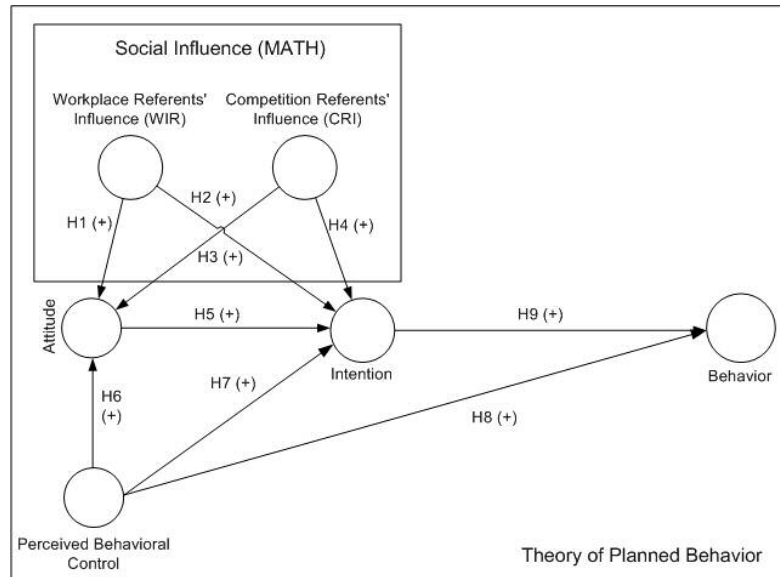 Social Influence (MATH)
Workplace Referents'
Influence (WIR)
Competition Referents'
Influence (CRI)
H2 (+)
H1 (+)
H4 (+)
H3 (+)
Attitude
H5 (+)
H9 (+)
Intention
Behavior
H7 (+)
H6
(+)
H8 (+)
Perceived Behavioral
Control
Theory of Planned Behavior